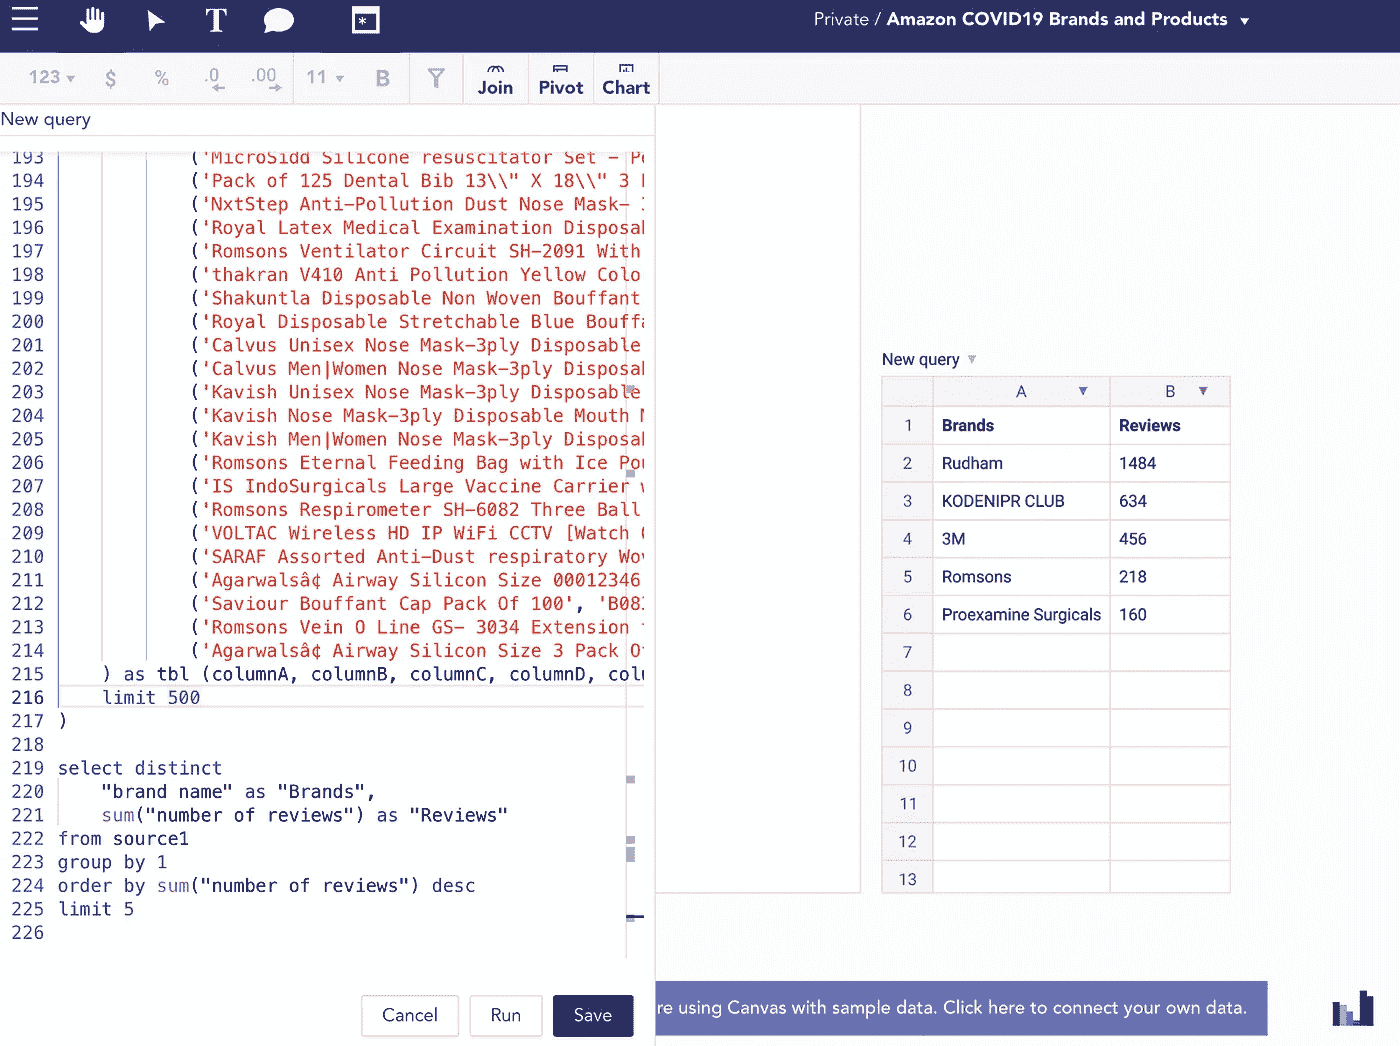 Private / Amazon COVID19 Brands and Products
T
*
123 $ % .0 .00 11 B Join Pivot Chart
New query
193 ('MicroSidd Silicone resuscitator Set -
194 ('Pack of 125 Dental Bib 13\\" X 18\\" 3
195 ('NxtStep Anti-Pollution Dust Nose Mask-
196 ('Royal Latex Medical Examination Disposal
197 ('Romsons Ventilator Circuit SH-2091 With
198 ('thakran V410 Anti Pollution Yellow Colo
199 ('Shakuntla Disposable Non Woven Bouffant
200 ('Royal Disposable Stretchable Blue Bouffa
201 ('Calvus Unisex Nose Mask-3ply Disposable
202 ('Calvus Men|Women Nose Mask-3ply Disposal
203 ('Kavish Unisex Nose Mask-3ply Disposable
204 ('Kavish Nose Mask-3ply Disposable Mouth
205 ('Kavish Men|Women Nose Mask-3ply Disposal
206 ('Romsons Eternal Feeding Bag with Ice Pou
207 ('IS IndoSurgicals Large Vaccine Carrier
208 ('Romsons Respirometer SH-6082 Three Ball
209 ('VOLTAC Wireless HD IP WiFi CCTV [Watch
210 ('SARAF Assorted Anti-Dust respiratory Wov
211 ('Agarwalsâ¢ Airway Silicon Size 00012346
212 ('Saviour Bouffant Cap Pack Of 100', 'B08
213 ('Romsons Vein O Line GS- 3034 Extension
214 ('Agarwalsâ¢ Airway Silicon Size 3 Pack O
215 ) as tbl (columnA, columnB, columnC, columnD, colu
216 limit 500
217 )
218
219 select distinct
220 "brand name" as "Brands",
221 sum("number of reviews") as "Reviews"
222 from source1
223 group by 1
224 order by sum("number of reviews") desc
225 limit 5
226
Cancel Run Save
New query
A B
1 Brands Reviews
2 Rudham 1484
3 KODENIPR CLUB 634
4 3M 456
5 Romsons 218
6 Proexamine Surgicals 160
7
8
9
10
11
12
13
re using Canvas with sample data. Click here to connect your own data.